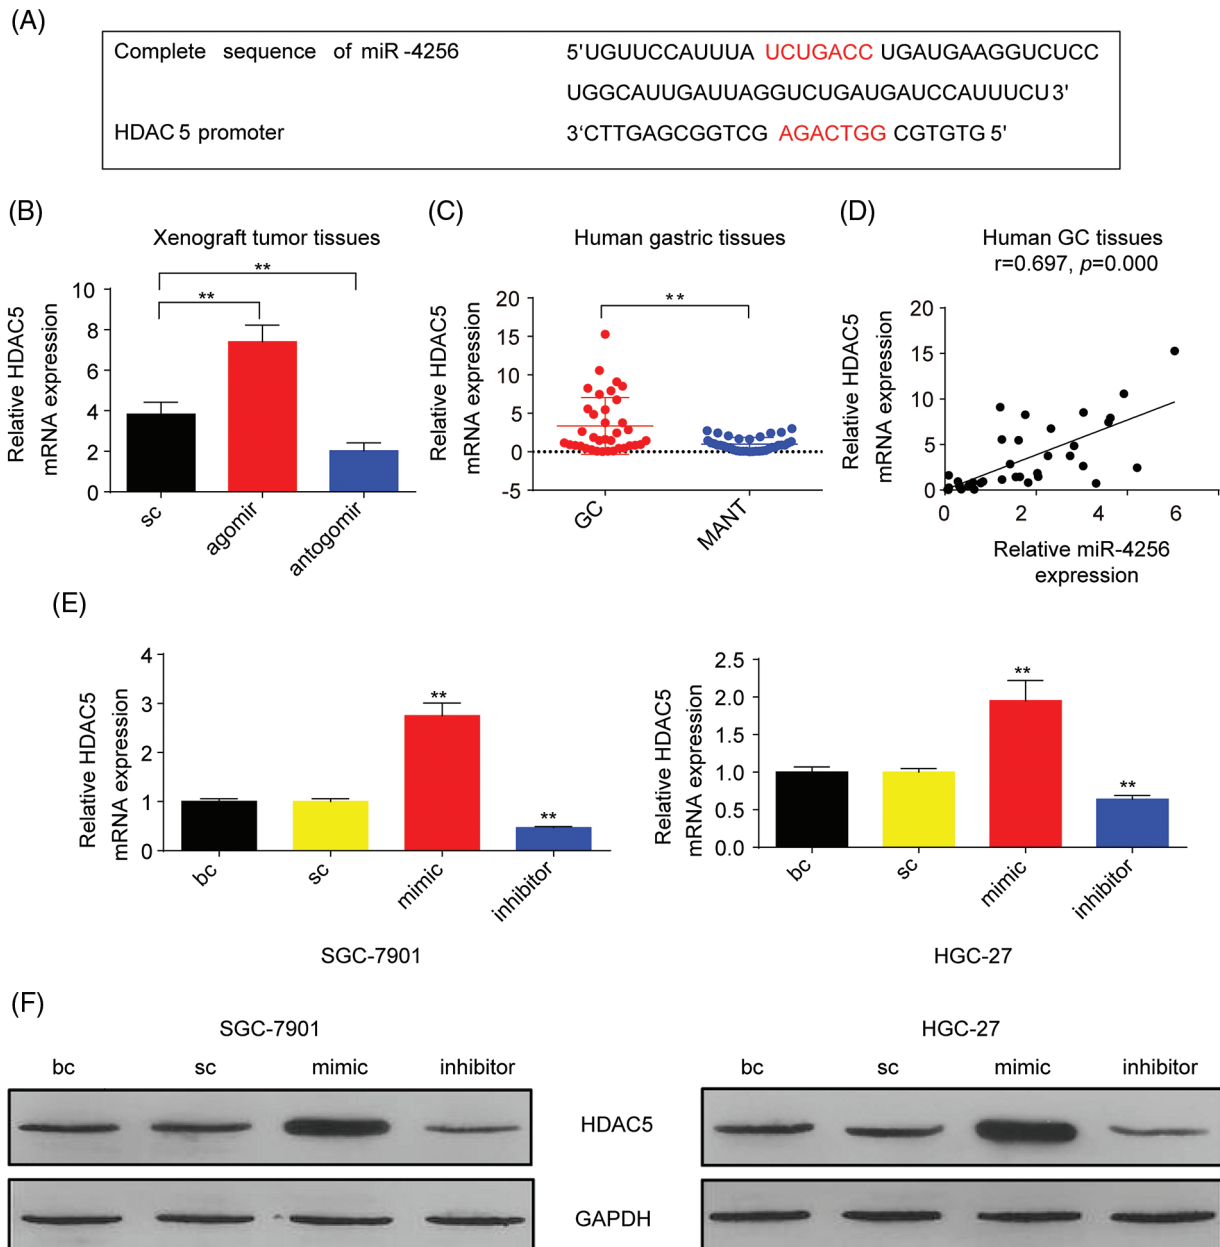 (A)
Complete sequence of miR-4256 5'UGUUCCAUUUA UCUGACC UGAUGAAGGUCUCC
UGGCAUUGAUUAGGUCUGAUGAUCCAUUUCU3'
HDAC5 promoter 3‘CTTGAGCGGTCG AGACTGG CGTGTG5'
(B)
Xenograft tumor tissues
Relative HDAC5
mRNA expression
10
8
6
4
2
0
**
**
sc
agomir
antogomir
(C)
Human gastric tissues
Relative HDAC5
mRNA expression
20
15
10
5
0
-5
**
GC
MANT
(D)
Human GC tissues
r=0.697, p=0.000
Relative HDAC5
mRNA expression
20
15
10
5
0
0 2 4 6
Relative miR-4256
expression
(E)
Relative HDAC5
mRNA expression
4
3
2
1
0
**
**
bc
sc
mimic
inhibitor
SGC-7901
Relative HDAC5
mRNA expression
2.5
2.0
1.5
1.0
0.5
0.0
**
**
bc
sc
mimic
inhibitor
HGC-27
(F)
SGC-7901 HGC-27
bc sc mimic inhibitor bc sc mimic inhibitor
HDAC5
GAPDH